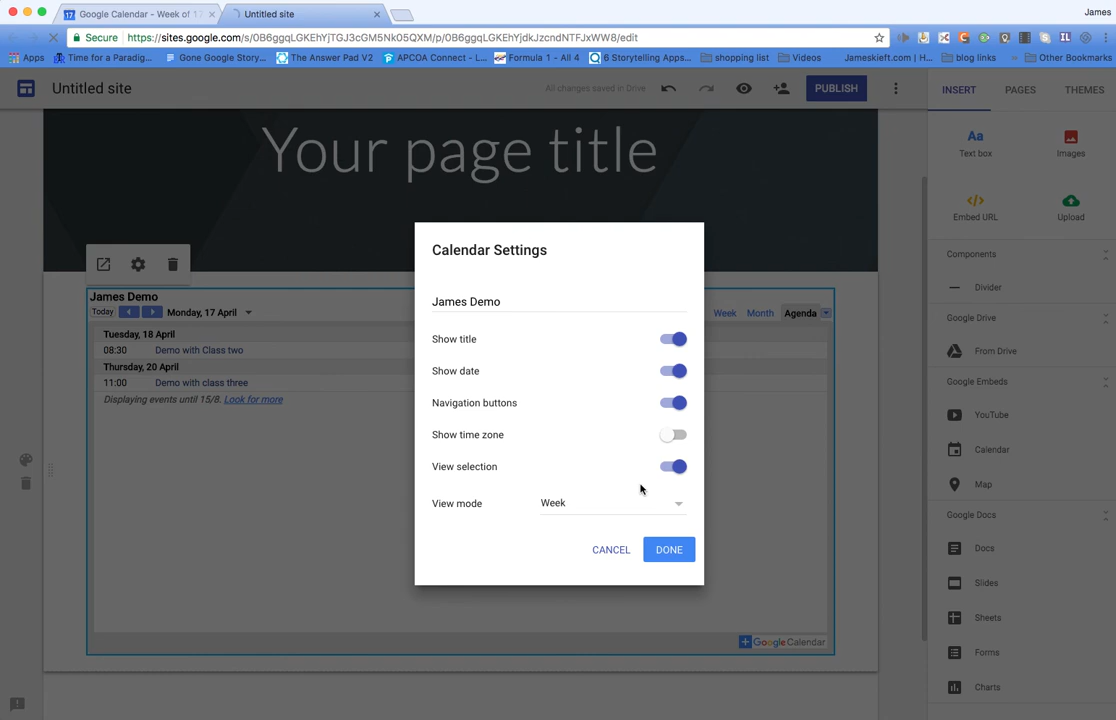 Google Calendar - Week of 17
Untitled site
James
Secure https://sites.google.com/s/0B6ggqLGKEhYjTGJ3cGM5Nk05QXM/p/0B6ggqLGKEhYjdkJzcndNTFJxWW8/edit
Apps Time for a Paradig... Gone Google Story... The Answer Pad V2 APCOA Connect - L... Formula 1 - All 4 6 Storytelling Apps... shopping list Videos Jameskieft.com | H... blog links » Other Bookmarks
Untitled site
All changes saved in Drive
PUBLISH
INSERT PAGES THEMES
Your page title
Aa
Text box
Images
Embed URL
Upload
Components
Divider
Google Drive
From Drive
Google Embeds
YouTube
Calendar
Map
Google Docs
Docs
Slides
Sheets
Forms
Charts
James Demo
Today Monday, 17 April
Week Month Agenda
Tuesday, 18 April
08:30 Demo with Class two
Thursday, 20 April
11:00 Demo with class three
Displaying events until 15/8. Look for more
Google Calendar
Calendar Settings
James Demo
Show title
Show date
Navigation buttons
Show time zone
View selection
View mode Week
CANCEL DONE